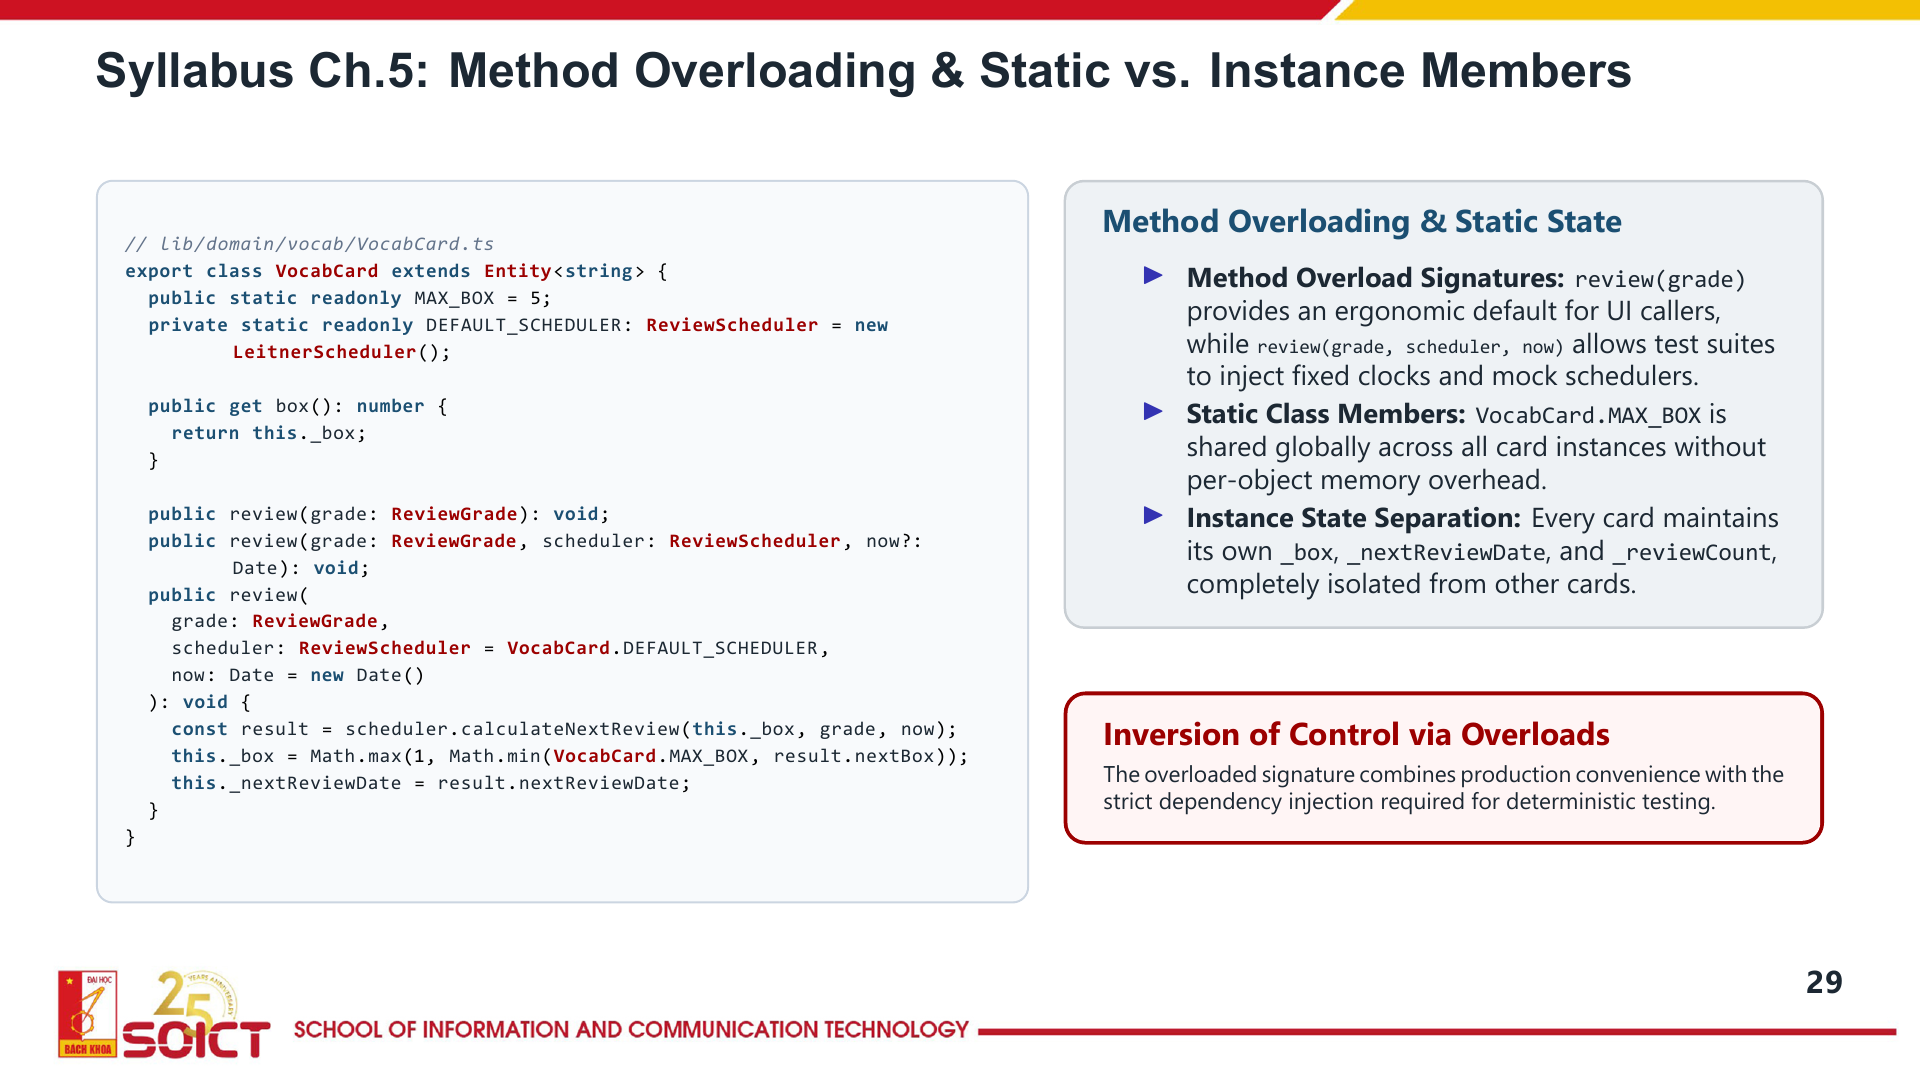 Syllabus Ch.5: Method Overloading & Static vs. Instance Members
// lib/domain/vocab/VocabCard.ts
export class VocabCard extends Entity<string> {
  public static readonly MAX_BOX = 5;
  private static readonly DEFAULT_SCHEDULER: ReviewScheduler = new
        LeitnerScheduler();
  public get box(): number {
    return this._box;
  }
  public review(grade: ReviewGrade): void;
  public review(grade: ReviewGrade, scheduler: ReviewScheduler, now?:
        Date): void;
  public review(
    grade: ReviewGrade,
    scheduler: ReviewScheduler = VocabCard.DEFAULT_SCHEDULER,
    now: Date = new Date()
  ): void {
    const result = scheduler.calculateNextReview(this._box, grade, now);
    this._box = Math.max(1, Math.min(VocabCard.MAX_BOX, result.nextBox));
    this._nextReviewDate = result.nextReviewDate;
  }
}
Method Overloading & Static State
▶ Method Overload Signatures: review(grade)
provides an ergonomic default for UI callers,
while review(grade, scheduler, now) allows test suites
to inject fixed clocks and mock schedulers.
▶ Static Class Members: VocabCard.MAX_BOX is
shared globally across all card instances without
per-object memory overhead.
▶ Instance State Separation: Every card maintains
its own _box, _nextReviewDate, and _reviewCount,
completely isolated from other cards.
Inversion of Control via Overloads
The overloaded signature combines production convenience with the
strict dependency injection required for deterministic testing.
29
ĐẠI HỌC
BÁCH KHOA
25
YEARS ANNIVERSARY
SOICT
SCHOOL OF INFORMATION AND COMMUNICATION TECHNOLOGY